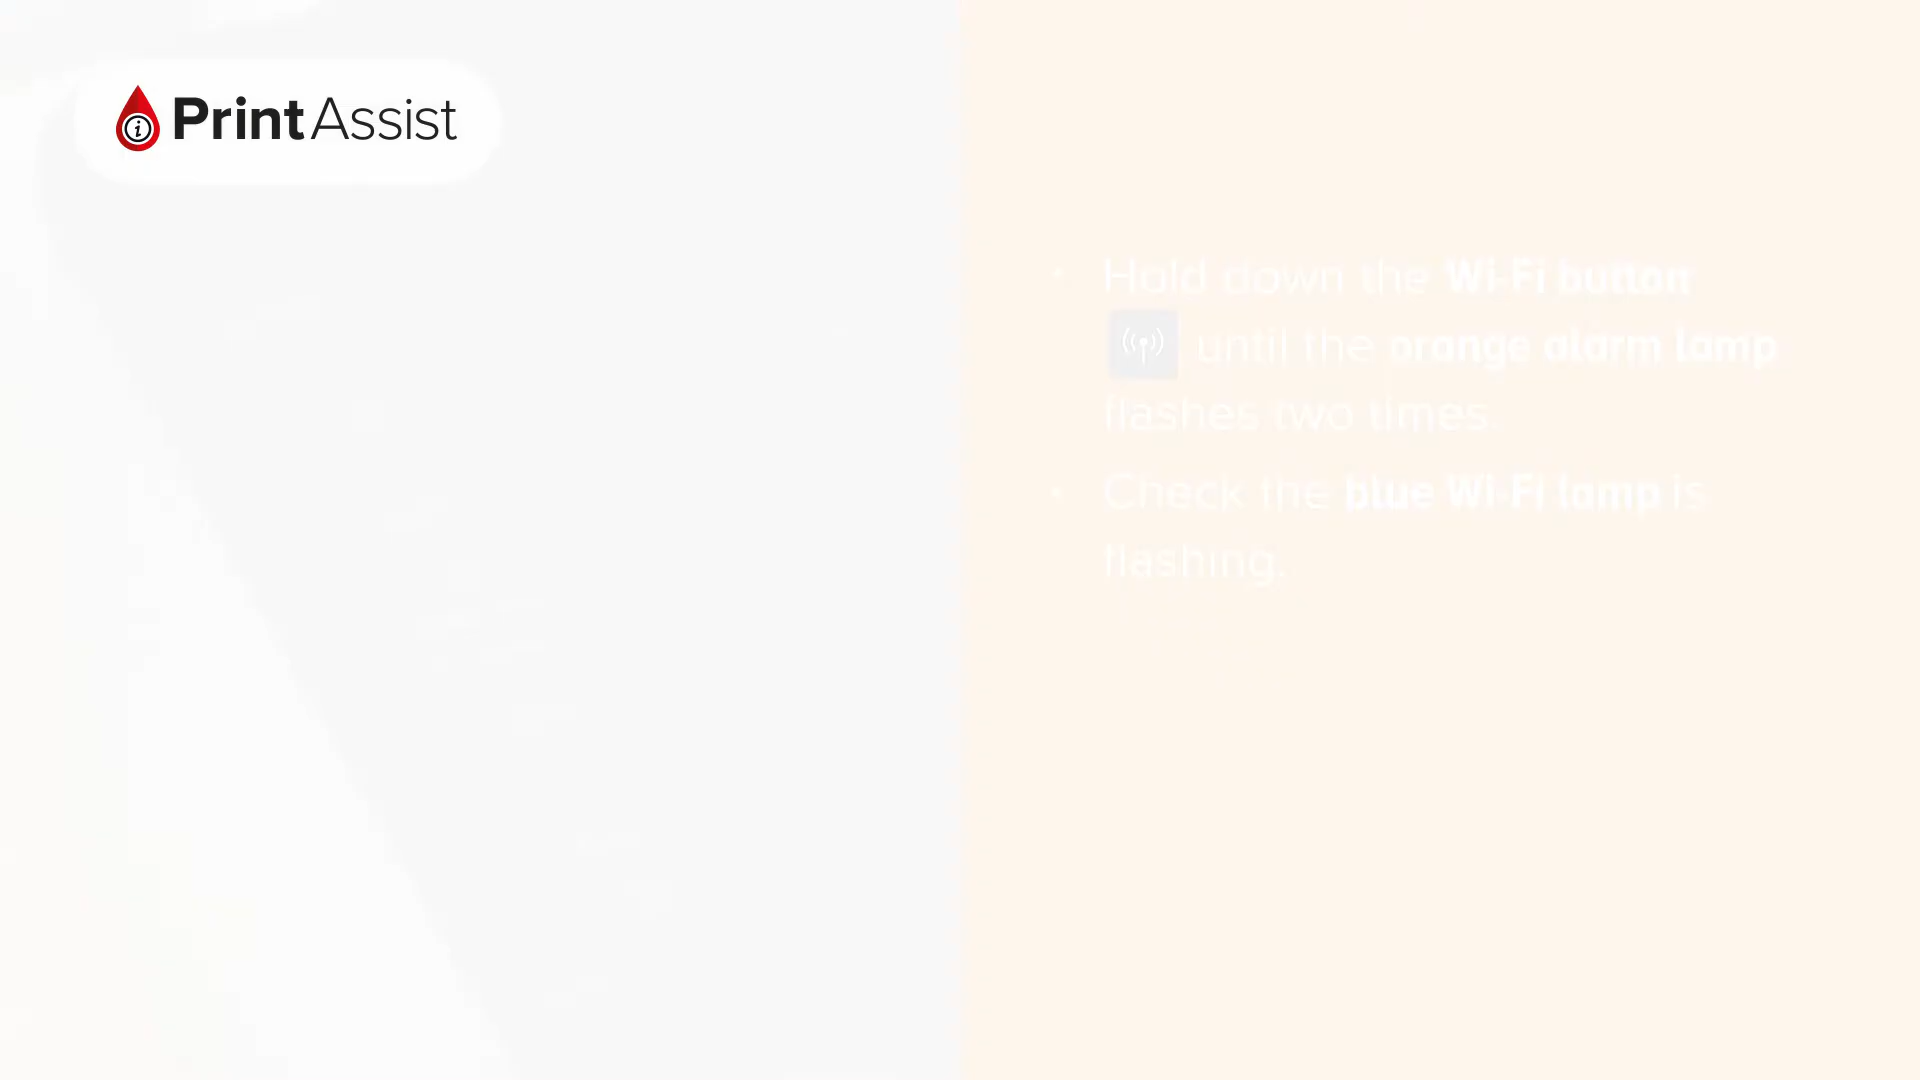 PrintAssist
Hold down the Wi-Fi button
until the orange alarm lamp
flashes two times.
Check the blue Wi-Fi lamp is
flashing.